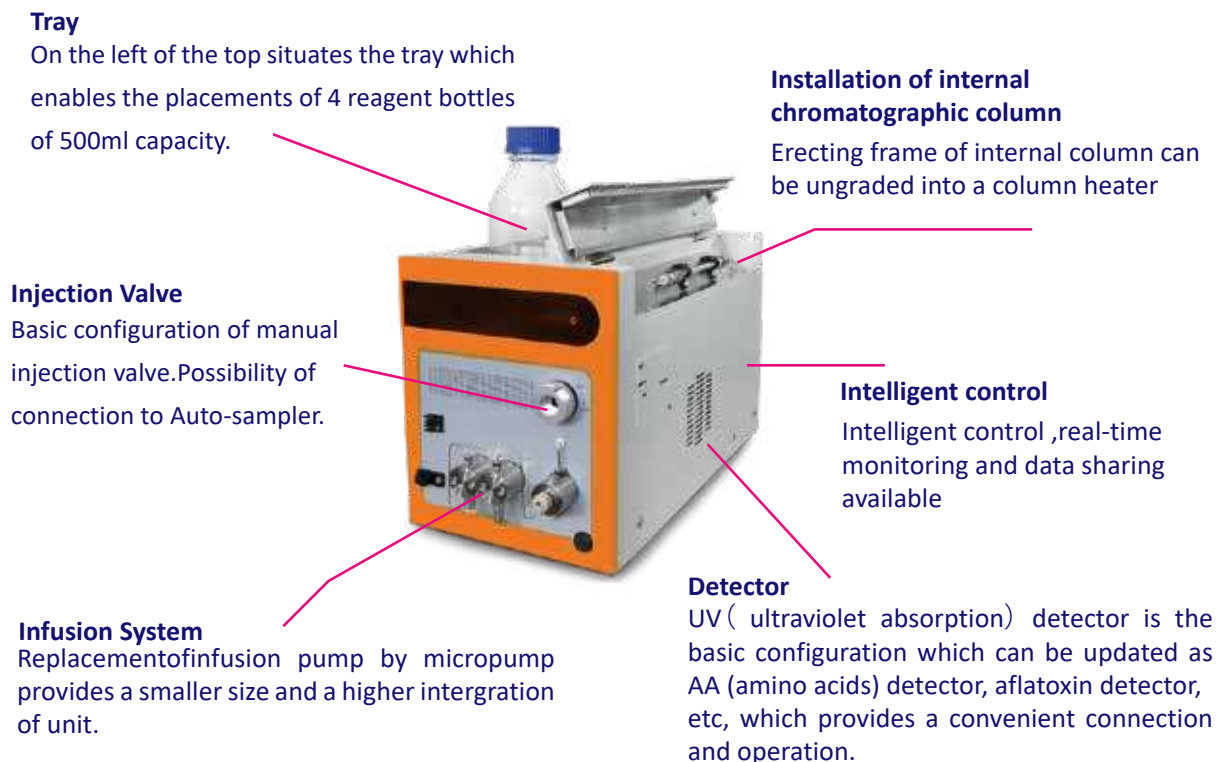 Tray
On the left of the top situates the tray which
enables the placements of 4 reagent bottles
of 500ml capacity.
Installation of internal
chromatographic column
Erecting frame of internal column can
be ungraded into a column heater
Injection Valve
Basic configuration of manual
injection valve.Possibility of
connection to Auto-sampler.
Intelligent control
Intelligent control ,real-time
monitoring and data sharing
available
Infusion System
Replacementofinfusion pump by micropump
provides a smaller size and a higher intergration
of unit.
Detector
UV（ ultraviolet absorption） detector is the
basic configuration which can be updated as
AA (amino acids) detector, aflatoxin detector,
etc, which provides a convenient connection
and operation.